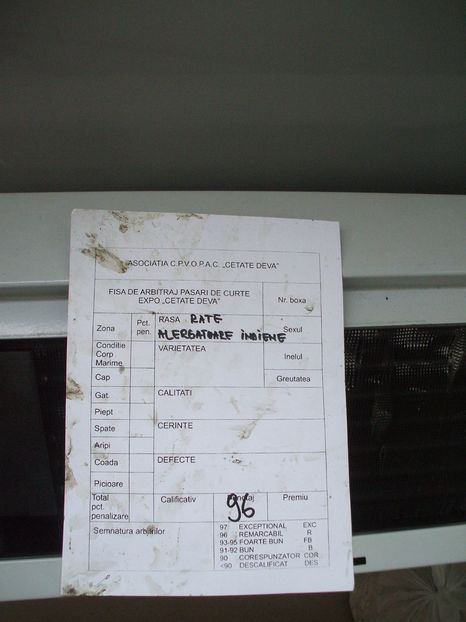 ASOCIATIA C.P.V.O.P.A.C. „CETATE DEVA"
FISA DE ARBITRAJ PASARI DE CURTE
EXPO „CETATE DEVA"
Nr. boxa
Zona
Pct. pen.
RASA RATE
ALERGATOARE INDIENE
Sexul
Conditie
Corp
Marime
VARIETATEA
Inelul
Cap
Greutatea
Gat
CALITATI
Piept
Spate
CERINTE
Aripi
Coada
DEFECTE
Picioare
Total
pct.
penalizare
Calificativ
96
Premiu
Semnatura arbitrilor
97 EXCEPTIONAL EXC
96 REMARCABIL R
93-95 FOARTE BUN FB
91-92 BUN B
90 CORESPUNZATOR COR
<90 DESCALIFICAT DES